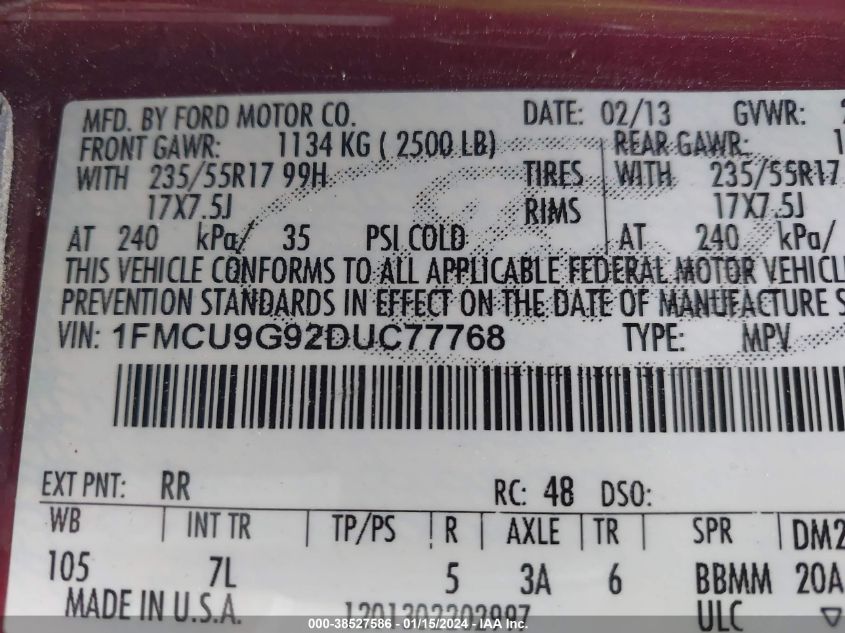 MFD. BY FORD MOTOR CO. DATE: 02/13 GVWR:
FRONT GAWR: 1134 KG ( 2500 LB) REAR GAWR: 1
WITH 235/55R17 99H TIRES WITH 235/55R17
17X7.5J RIMS 17X7.5J
AT 240 kPa/ 35 PSI COLD AT 240 kPa/
THIS VEHICLE CONFORMS TO ALL APPLICABLE FEDERAL MOTOR VEHICL
PREVENTION STANDARDS IN EFFECT ON THE DATE OF MANUFACTURE S
VIN: 1FMCU9G92DUC77768 TYPE: MPV
EXT PNT: RR RC: 48 DSO:
WB | INT TR | TP/PS | R | AXLE | TR | SPR | DM2
105 7L 5 3A 6 BBMM 20A
MADE IN U.S.A. ULC
000-38527586 - 01/15/2024 - IAA Inc.